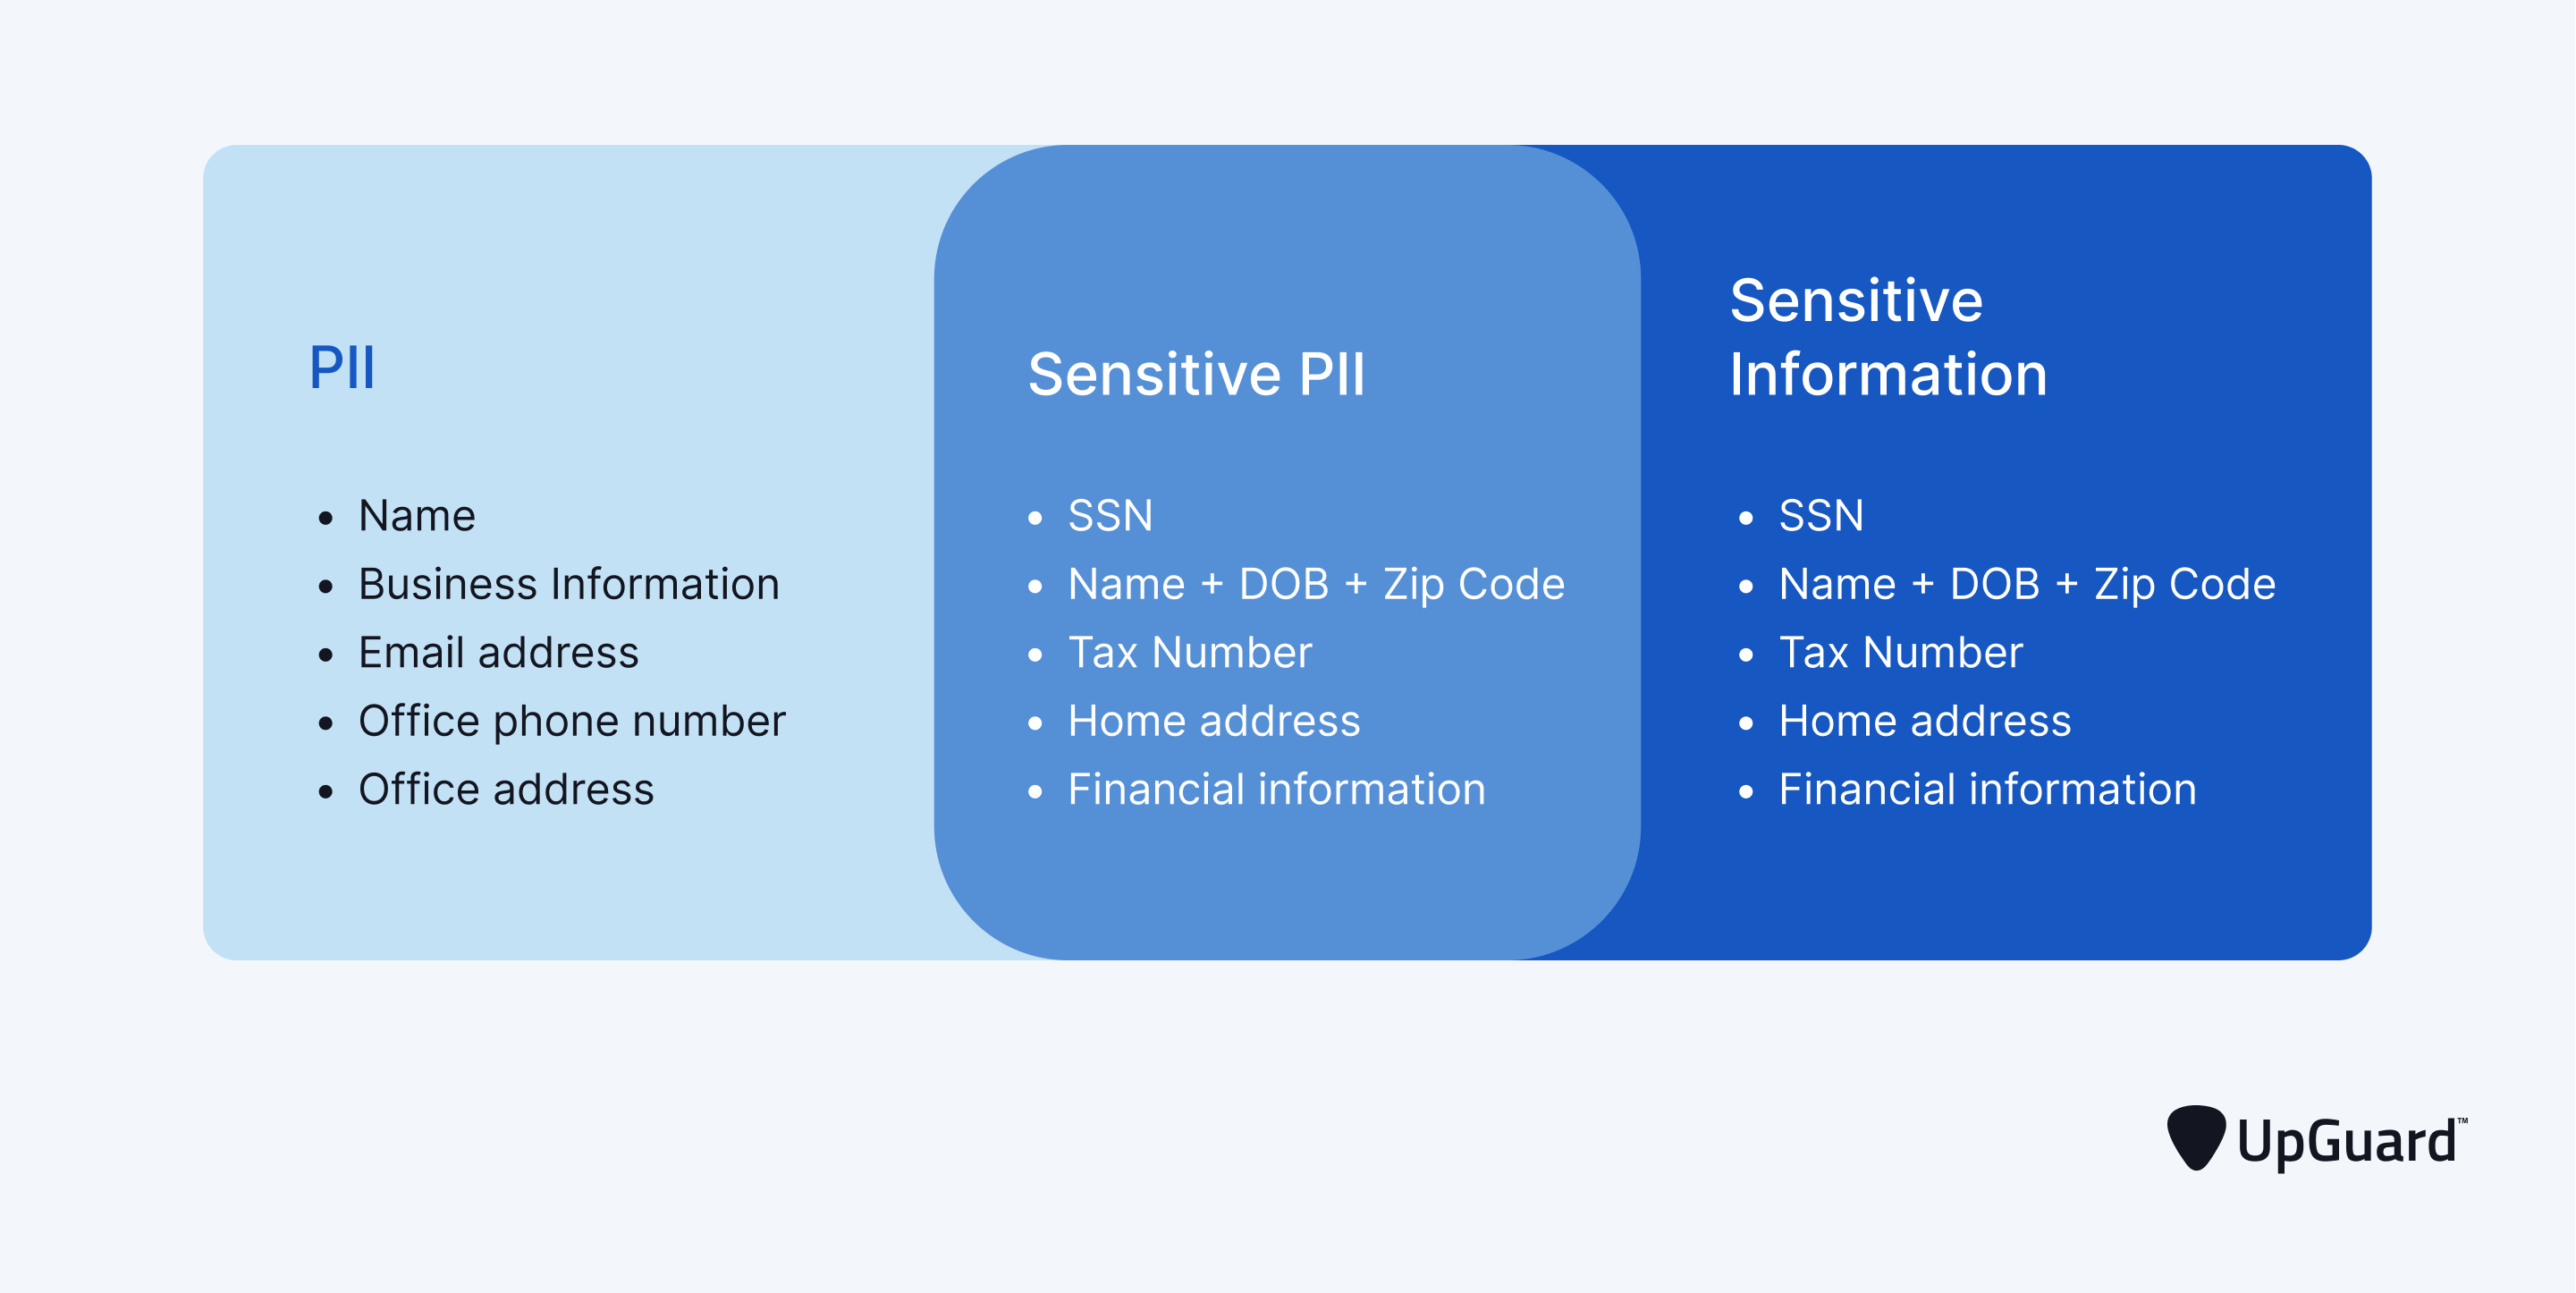 PII
• Name
• Business Information
• Email address
• Office phone number
• Office address
Sensitive PII
• SSN
• Name + DOB + Zip Code
• Tax Number
• Home address
• Financial information
Sensitive
Information
• SSN
• Name + DOB + Zip Code
• Tax Number
• Home address
• Financial information
UpGuard™